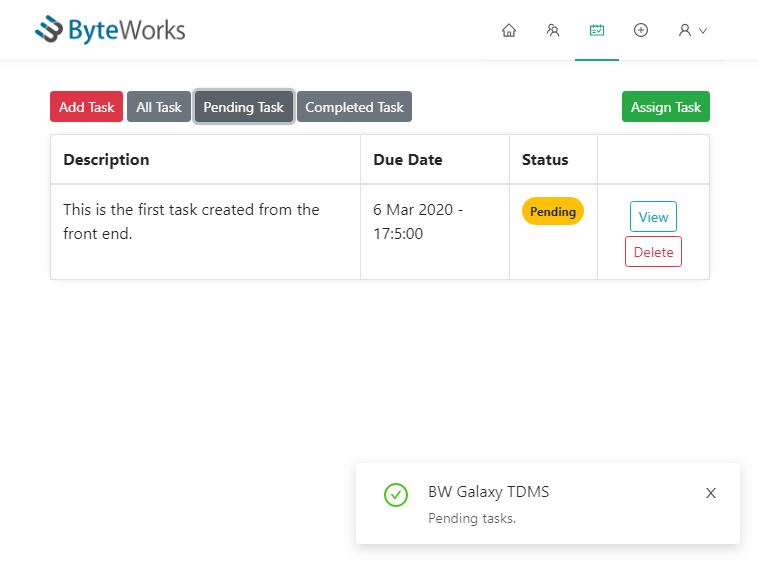 ByteWorks
Add Task All Task Pending Task Completed Task Assign Task
Description Due Date Status
This is the first task created from the
front end.
6 Mar 2020 -
17:5:00
Pending
View
Delete
BW Galaxy TDMS
Pending tasks.